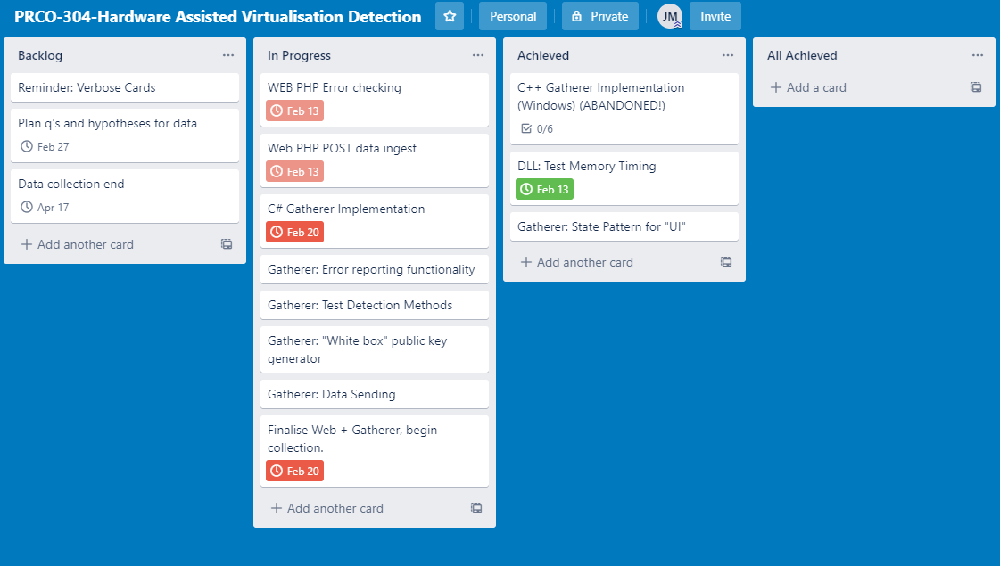 PRCO-304-Hardware Assisted Virtualisation Detection
Personal
Private
JM
Invite
Backlog
Reminder: Verbose Cards
Plan q's and hypotheses for data
Feb 27
Data collection end
Apr 17
+ Add another card
In Progress
WEB PHP Error checking
Feb 13
Web PHP POST data ingest
Feb 13
C# Gatherer Implementation
Feb 20
Gatherer: Error reporting functionality
Gatherer: Test Detection Methods
Gatherer: "White box" public key
generator
Gatherer: Data Sending
Finalise Web + Gatherer, begin
collection.
Feb 20
+ Add another card
Achieved
C++ Gatherer Implementation
(Windows) (ABANDONED!)
0/6
DLL: Test Memory Timing
Feb 13
Gatherer: State Pattern for "UI"
+ Add another card
All Achieved
+ Add a card